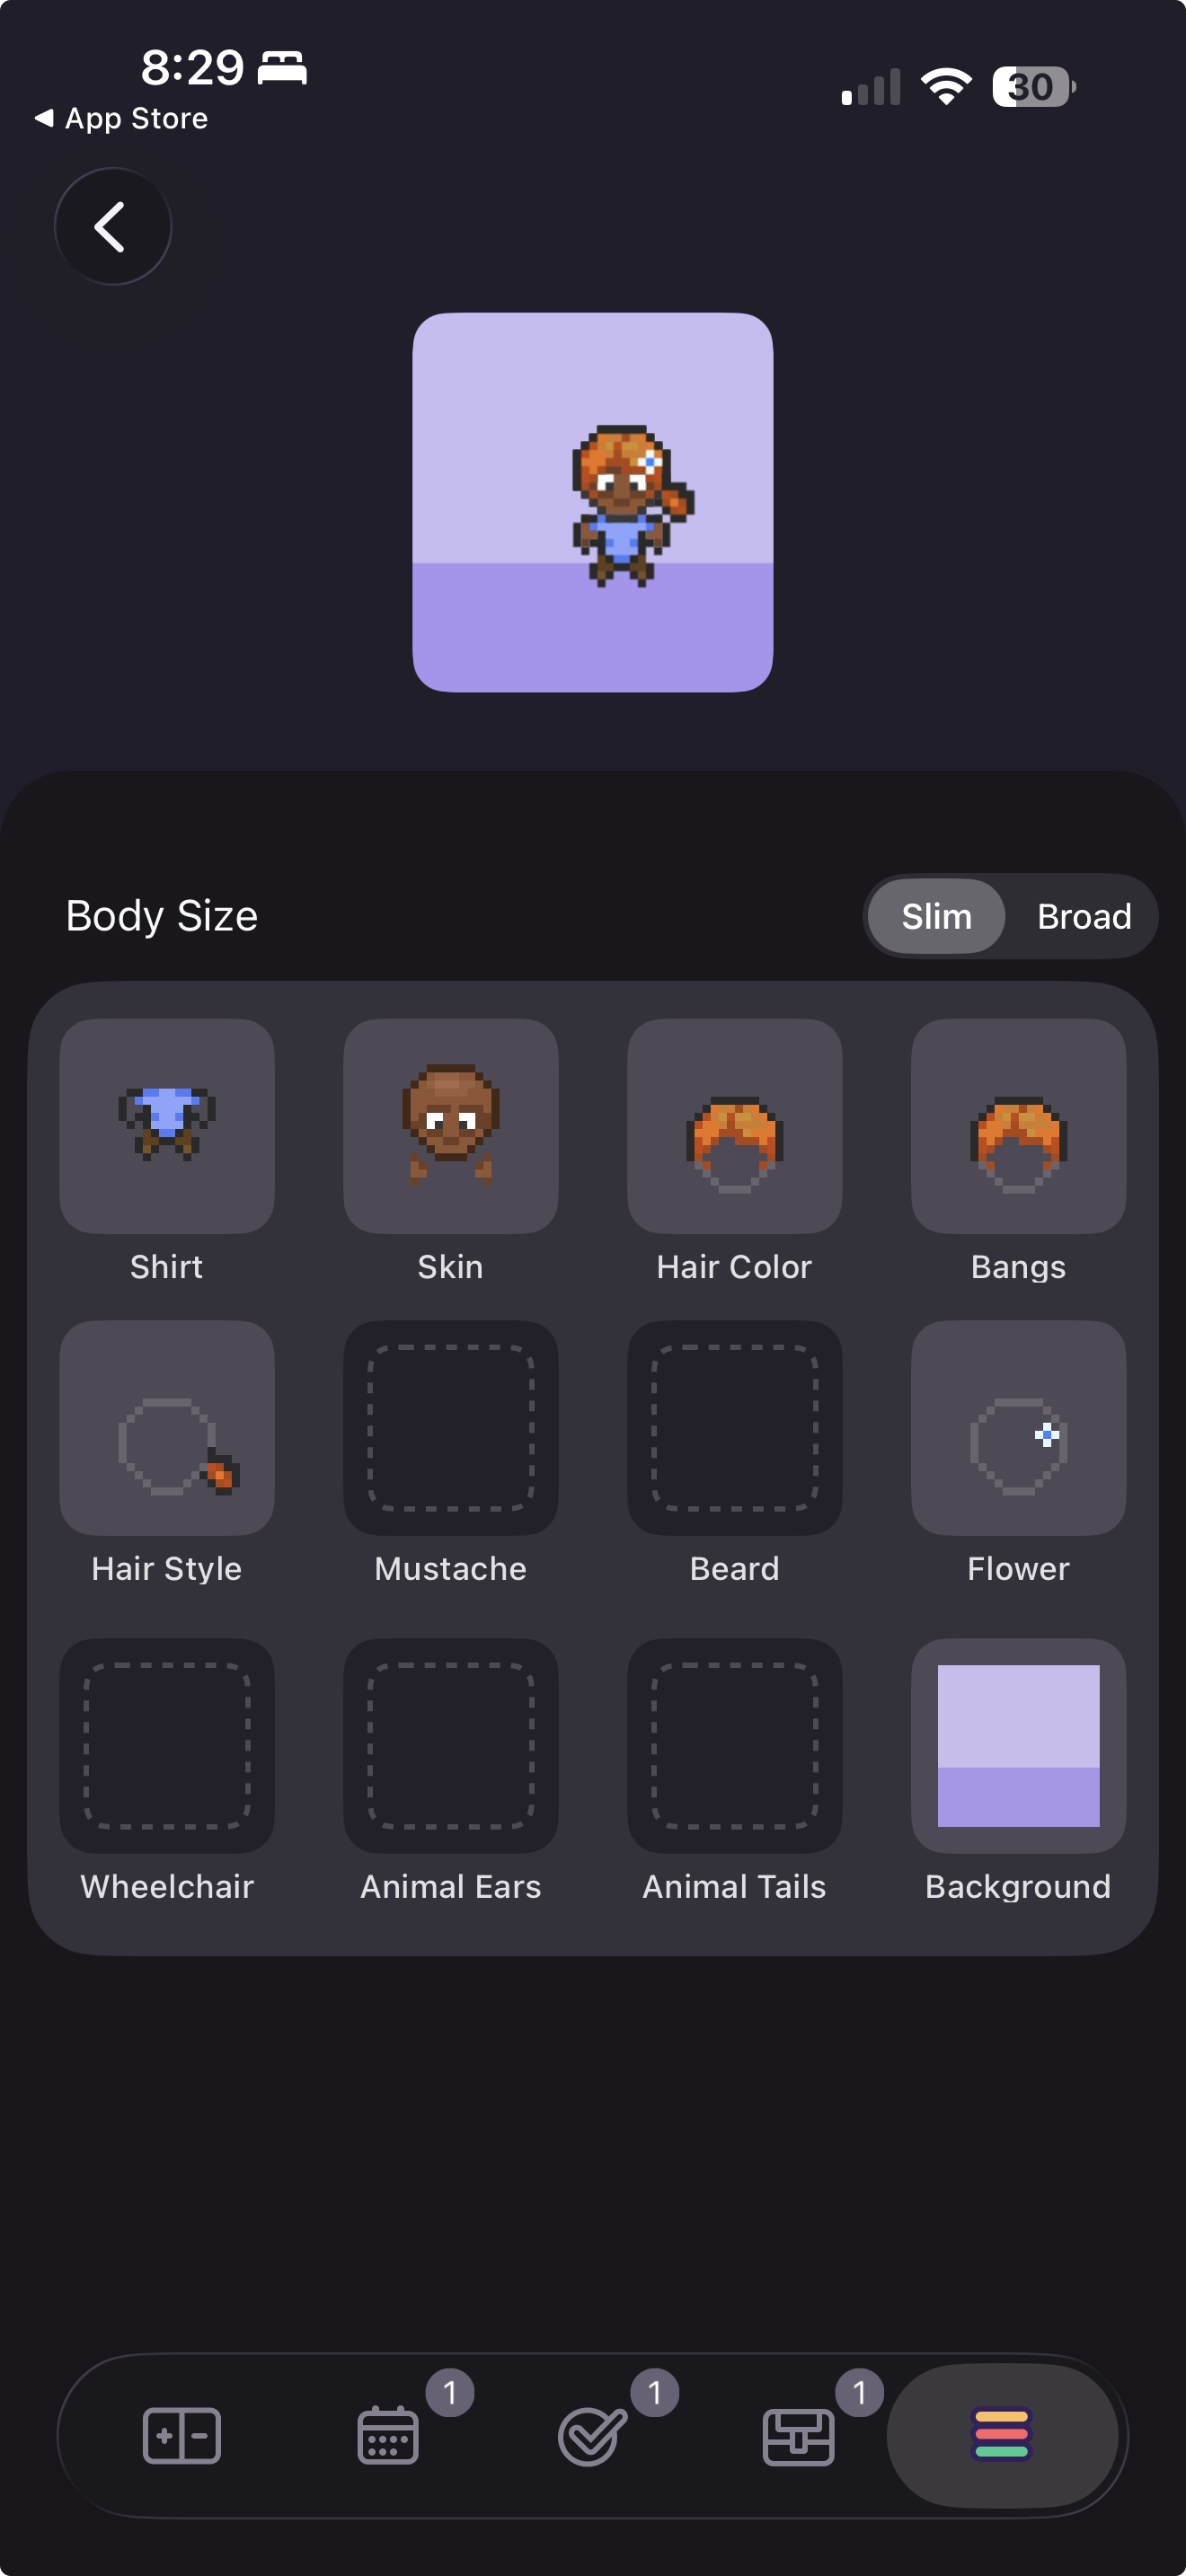 8:29
30
App Store
Body Size
Slim
Broad
Shirt
Skin
Hair Color
Bangs
Hair Style
Mustache
Beard
Flower
Wheelchair
Animal Ears
Animal Tails
Background
1
1
1